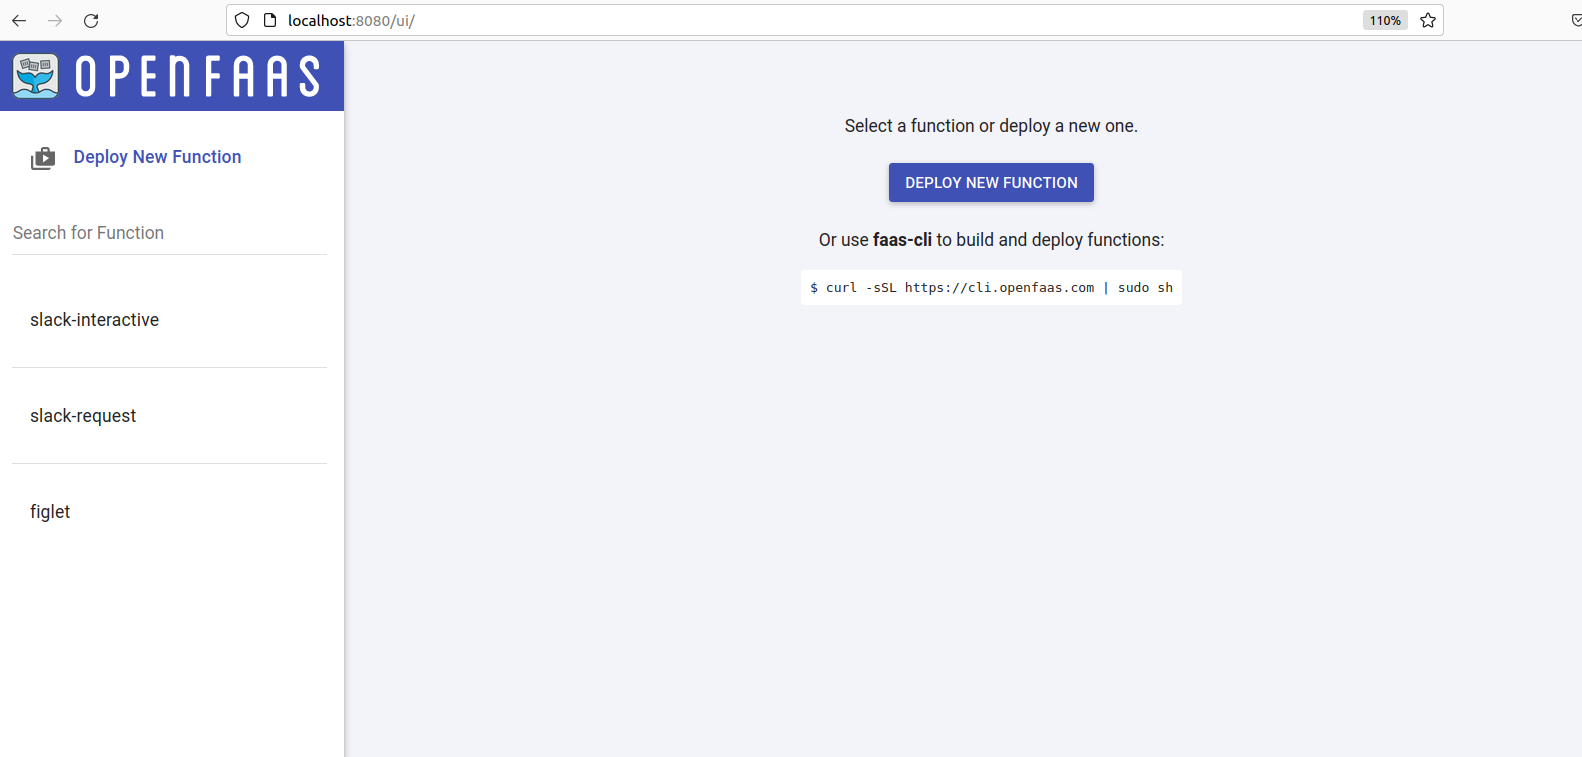 localhost:8080/ui/
110%
OPENFAAS
Deploy New Function
Search for Function
slack-interactive
slack-request
figlet
Select a function or deploy a new one.
DEPLOY NEW FUNCTION
Or use faas-cli to build and deploy functions:
$ curl -sSL https://cli.openfaas.com | sudo sh